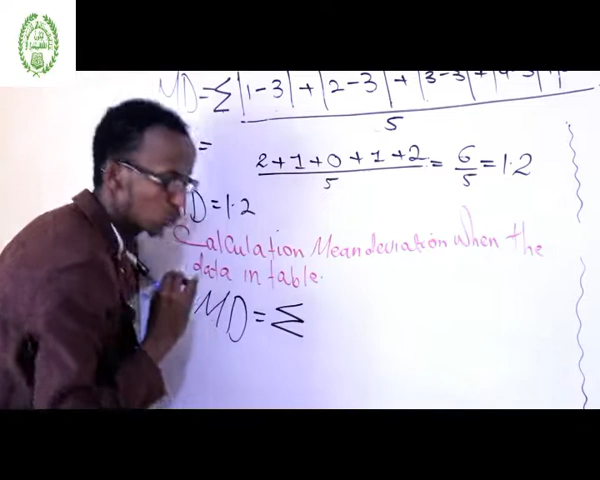 MD=∑|1-3|+|2-3|+|3-3|+|4-3|+
5
=
2+1+0+1+2 = 6 = 1.2
5 5
MD=1.2
Calculation Mean deviation when the
data in table.
MD=∑